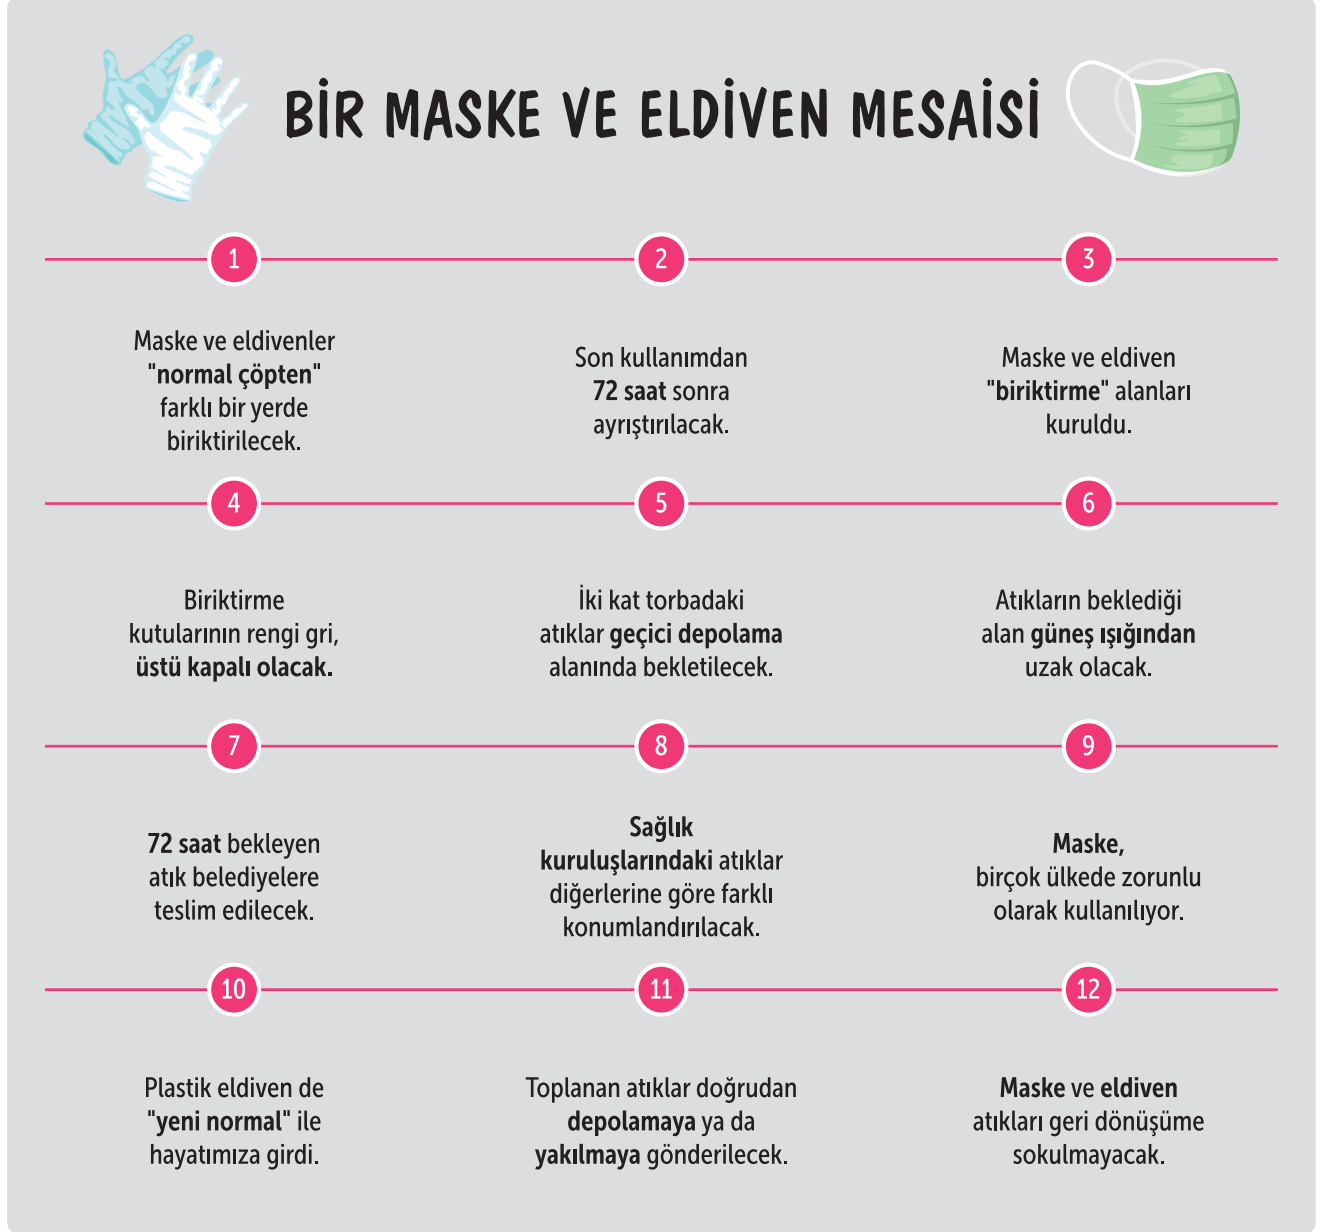 BİR MASKE VE ELDİVEN MESAİSİ
1
Maske ve eldivenler
"normal çöpten"
farklı bir yerde
biriktirilecek.
2
Son kullanımdan
72 saat sonra
ayrıştırılacak.
3
Maske ve eldiven
"biriktirme" alanları
kuruldu.
4
Biriktirme
kutularının rengi gri,
üstü kapalı olacak.
5
İki kat torbadaki
atıklar geçici depolama
alanında bekletilecek.
6
Atıkların beklediği
alan güneş ışığından
uzak olacak.
7
72 saat bekleyen
atık belediyelere
teslim edilecek.
8
Sağlık
kuruluşlarındaki atıklar
diğerlerine göre farklı
konumlandırılacak.
9
Maske,
birçok ülkede zorunlu
olarak kullanılıyor.
10
Plastik eldiven de
"yeni normal" ile
hayatımıza girdi.
11
Toplanan atıklar doğrudan
depolamaya ya da
yakılmaya gönderilecek.
12
Maske ve eldiven
atıkları geri dönüşüme
sokulmayacak.